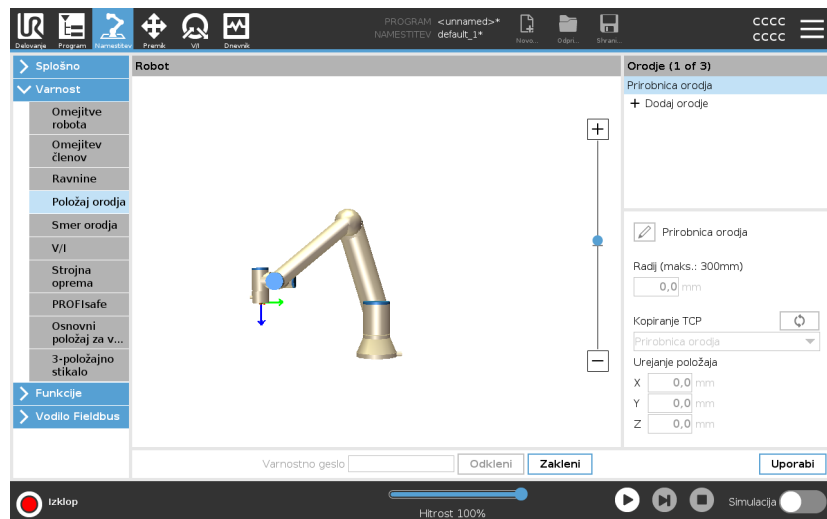 PROGRAM <unnamed>*
NAMESTITEV default_1*
Delovanje
Program
Namestitev
Premik
V/I
Dnevnik
Novo...
Odpri...
Shrani...
CCCC
CCCC
Splošno
Varnost
Omejitve
robota
Omejitev
členov
Ravnine
Položaj orodja
Smer orodja
V/I
Strojna
oprema
PROFIsafe
Osnovni
položaj za v...
3-položajno
stikalo
Funkcije
Vodilo Fieldbus
Robot
Orodje (1 of 3)
Prirobnica orodja
+ Dodaj orodje
Prirobnica orodja
Radij (maks.: 300mm)
0,0 mm
Kopiranje TCP
Prirobnica orodja
Urejanje položaja
X 0,0 mm
Y 0,0 mm
Z 0,0 mm
Varnostno geslo
Odkleni
Zakleni
Uporabi
Izklop
Hitrost 100%
Simulacija